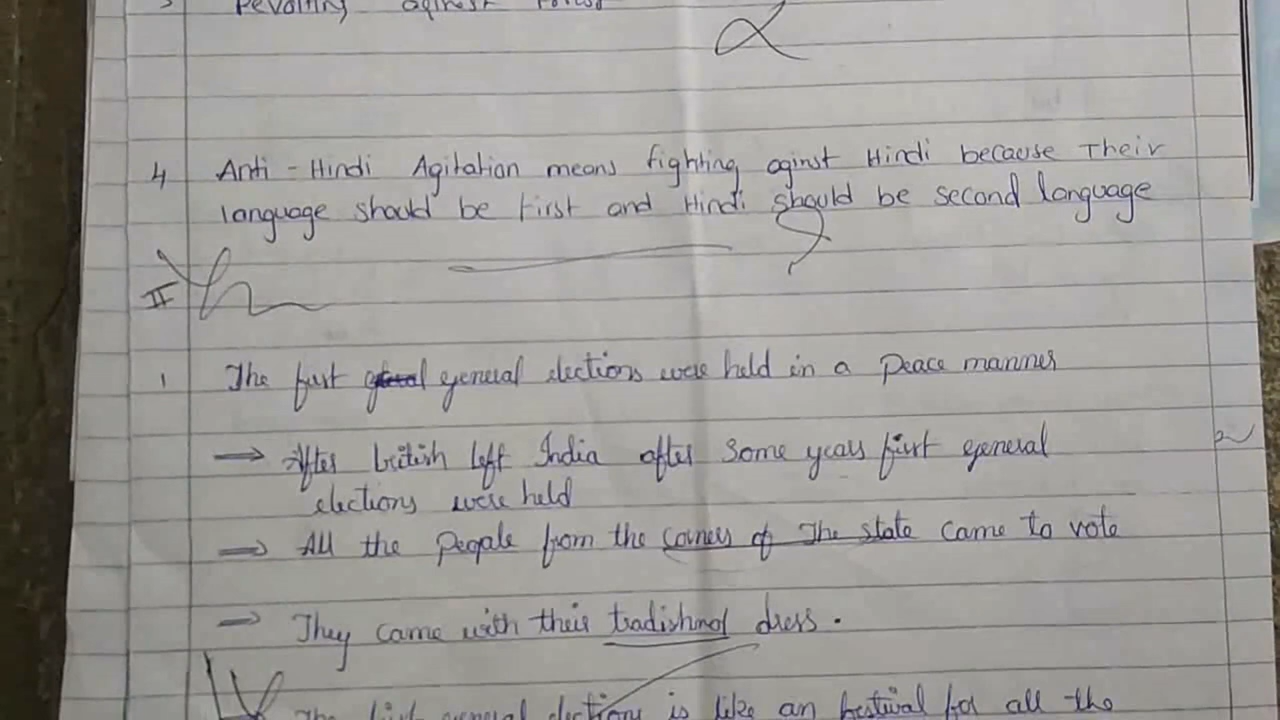 4 Anti - Hindi Agitation means fighting aginst Hindi because Their
language should be first and Hindi should be second language
II
1 The first general elections were held in a Peace manner
→ After british left India after Some years first general
elections were held
→ All the People from the corners of The state came to vote
→ They came with their tradishnal dress.
The first general elections is like an festival for all the